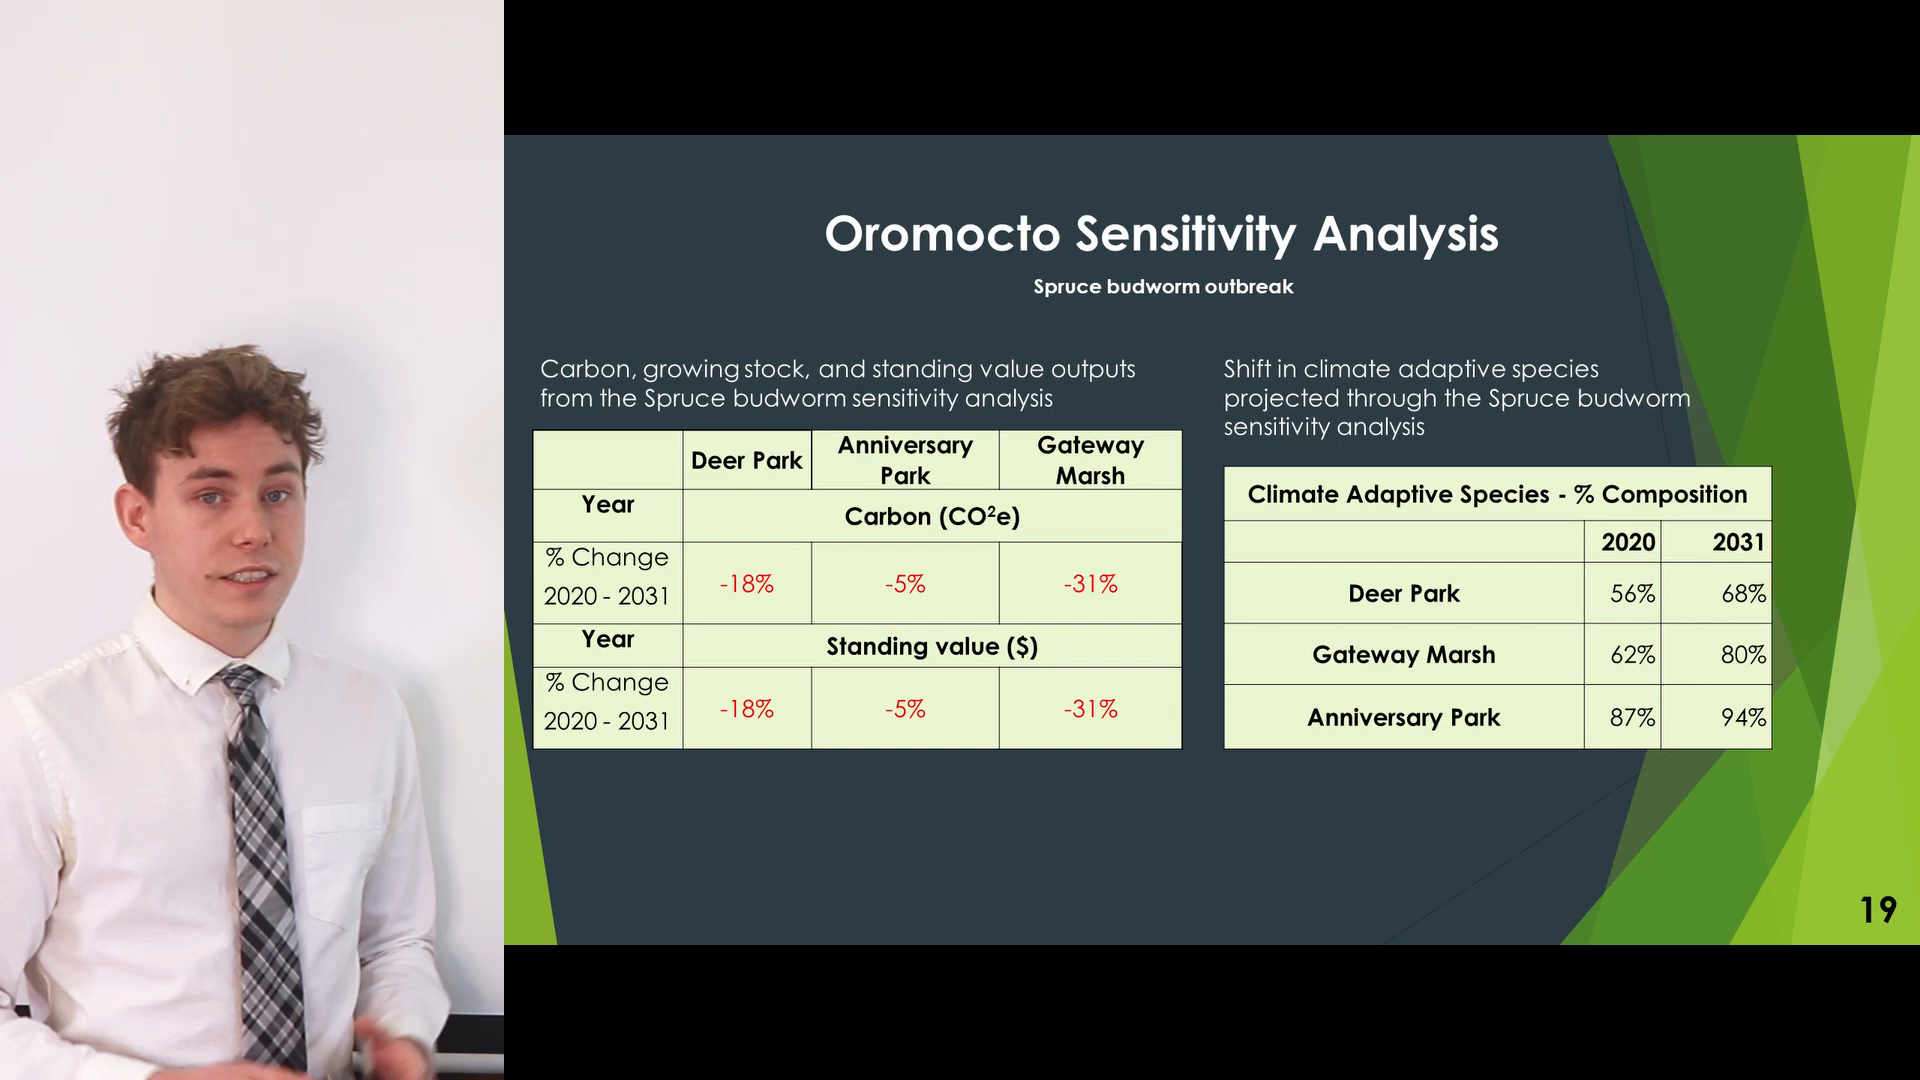 Oromocto Sensitivity Analysis
Spruce budworm outbreak
Carbon, growing stock, and standing value outputs
from the Spruce budworm sensitivity analysis
Deer Park Anniversary Park Gateway Marsh
Year Carbon (CO²e)
% Change 2020 - 2031 -18% -5% -31%
Year Standing value ($)
% Change 2020 - 2031 -18% -5% -31%
Shift in climate adaptive species
projected through the Spruce budworm
sensitivity analysis
Climate Adaptive Species - % Composition
2020 2031
Deer Park 56% 68%
Gateway Marsh 62% 80%
Anniversary Park 87% 94%
19